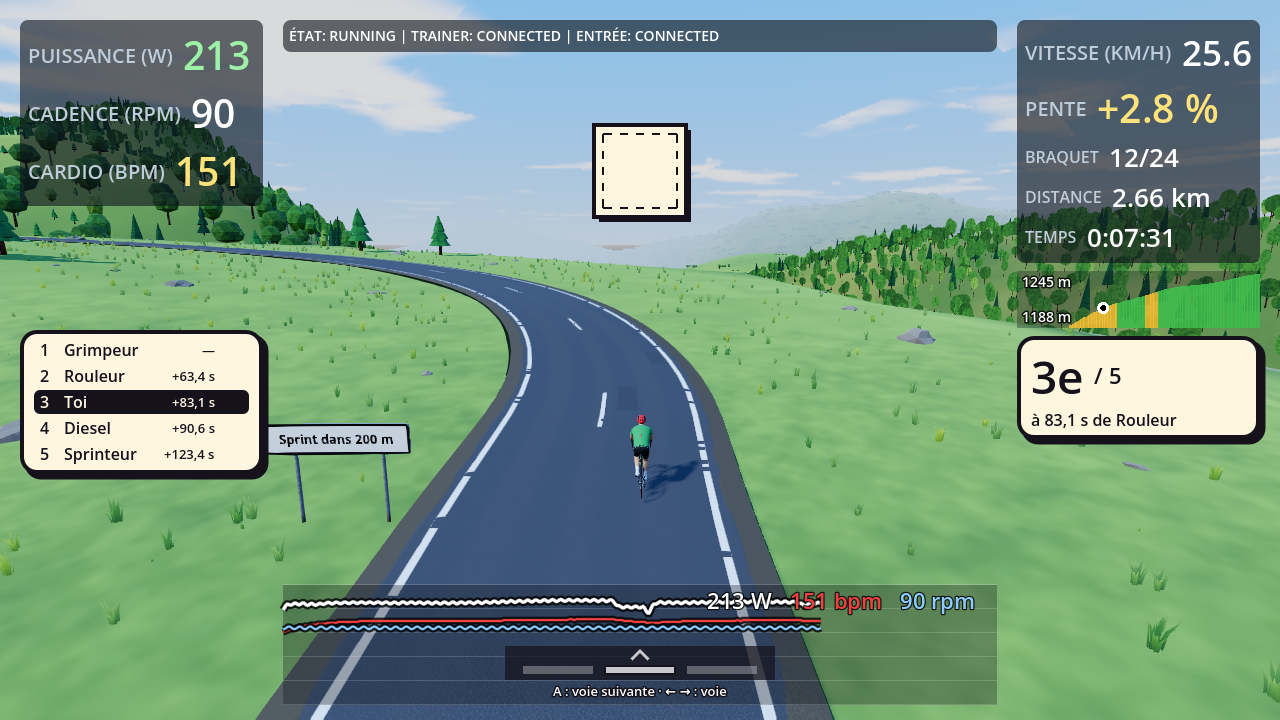 PUISSANCE (W) 213
CADENCE (RPM) 90
CARDIO (BPM) 151
ÉTAT: RUNNING | TRAINER: CONNECTED | ENTRÉE: CONNECTED
VITESSE (KM/H) 25.6
PENTE +2.8 %
BRAQUET 12/24
DISTANCE 2.66 km
TEMPS 0:07:31
1245 m
1188 m
1 Grimpeur —
2 Rouleur +63,4 s
3 Toi +83,1 s
4 Diesel +90,6 s
5 Sprinteur +123,4 s
3e / 5
à 83,1 s de Rouleur
Sprint dans 200 m
213 W 151 bpm 90 rpm
A : voie suivante · ← → : voie